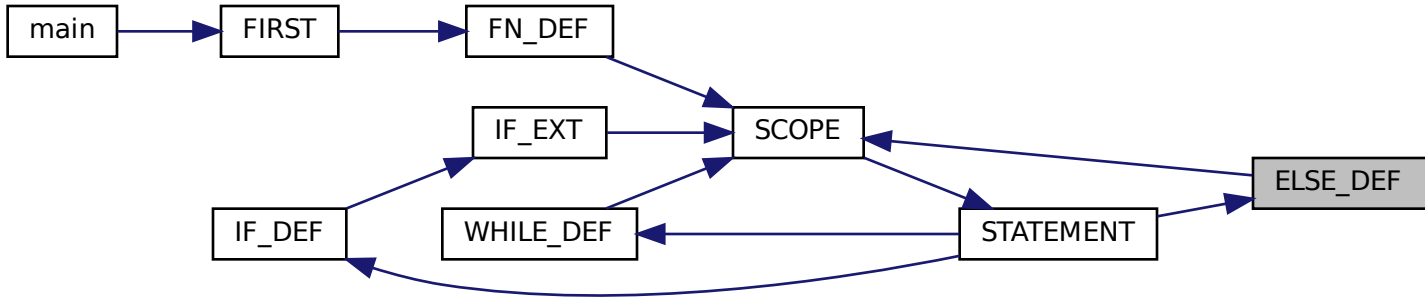 main
FIRST
FN_DEF
IF_EXT
SCOPE
ELSE_DEF
IF_DEF
WHILE_DEF
STATEMENT